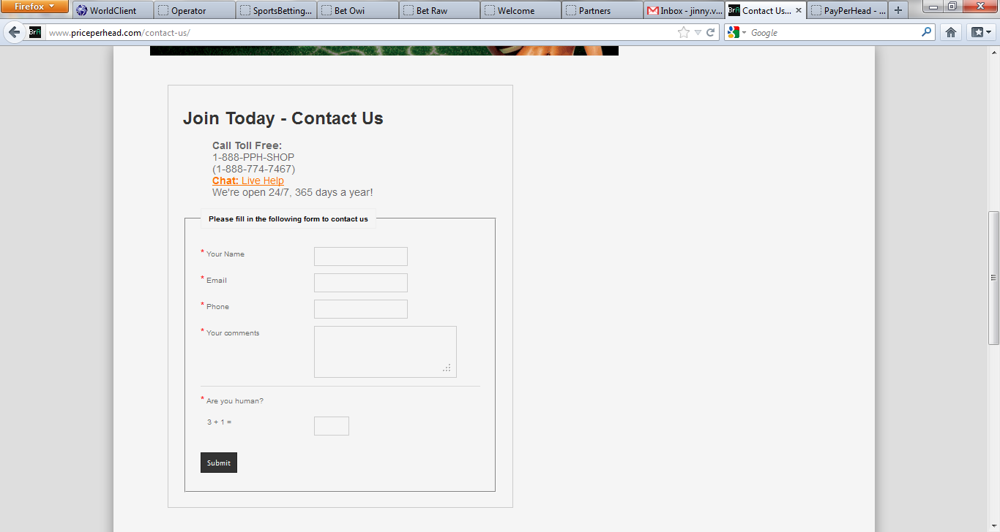 Firefox
WorldClient
Operator
SportsBetting...
Bet Owi
Bet Raw
Welcome
Partners
Inbox - jinny.v...
BrA Contact Us...
PayPerHead - ...
BrA www.priceperhead.com/contact-us/
Google
Join Today - Contact Us
Call Toll Free:
1-888-PPH-SHOP
(1-888-774-7467)
Chat: Live Help
We're open 24/7, 365 days a year!
Please fill in the following form to contact us
* Your Name
* Email
* Phone
* Your comments
* Are you human?
3 + 1 =
Submit